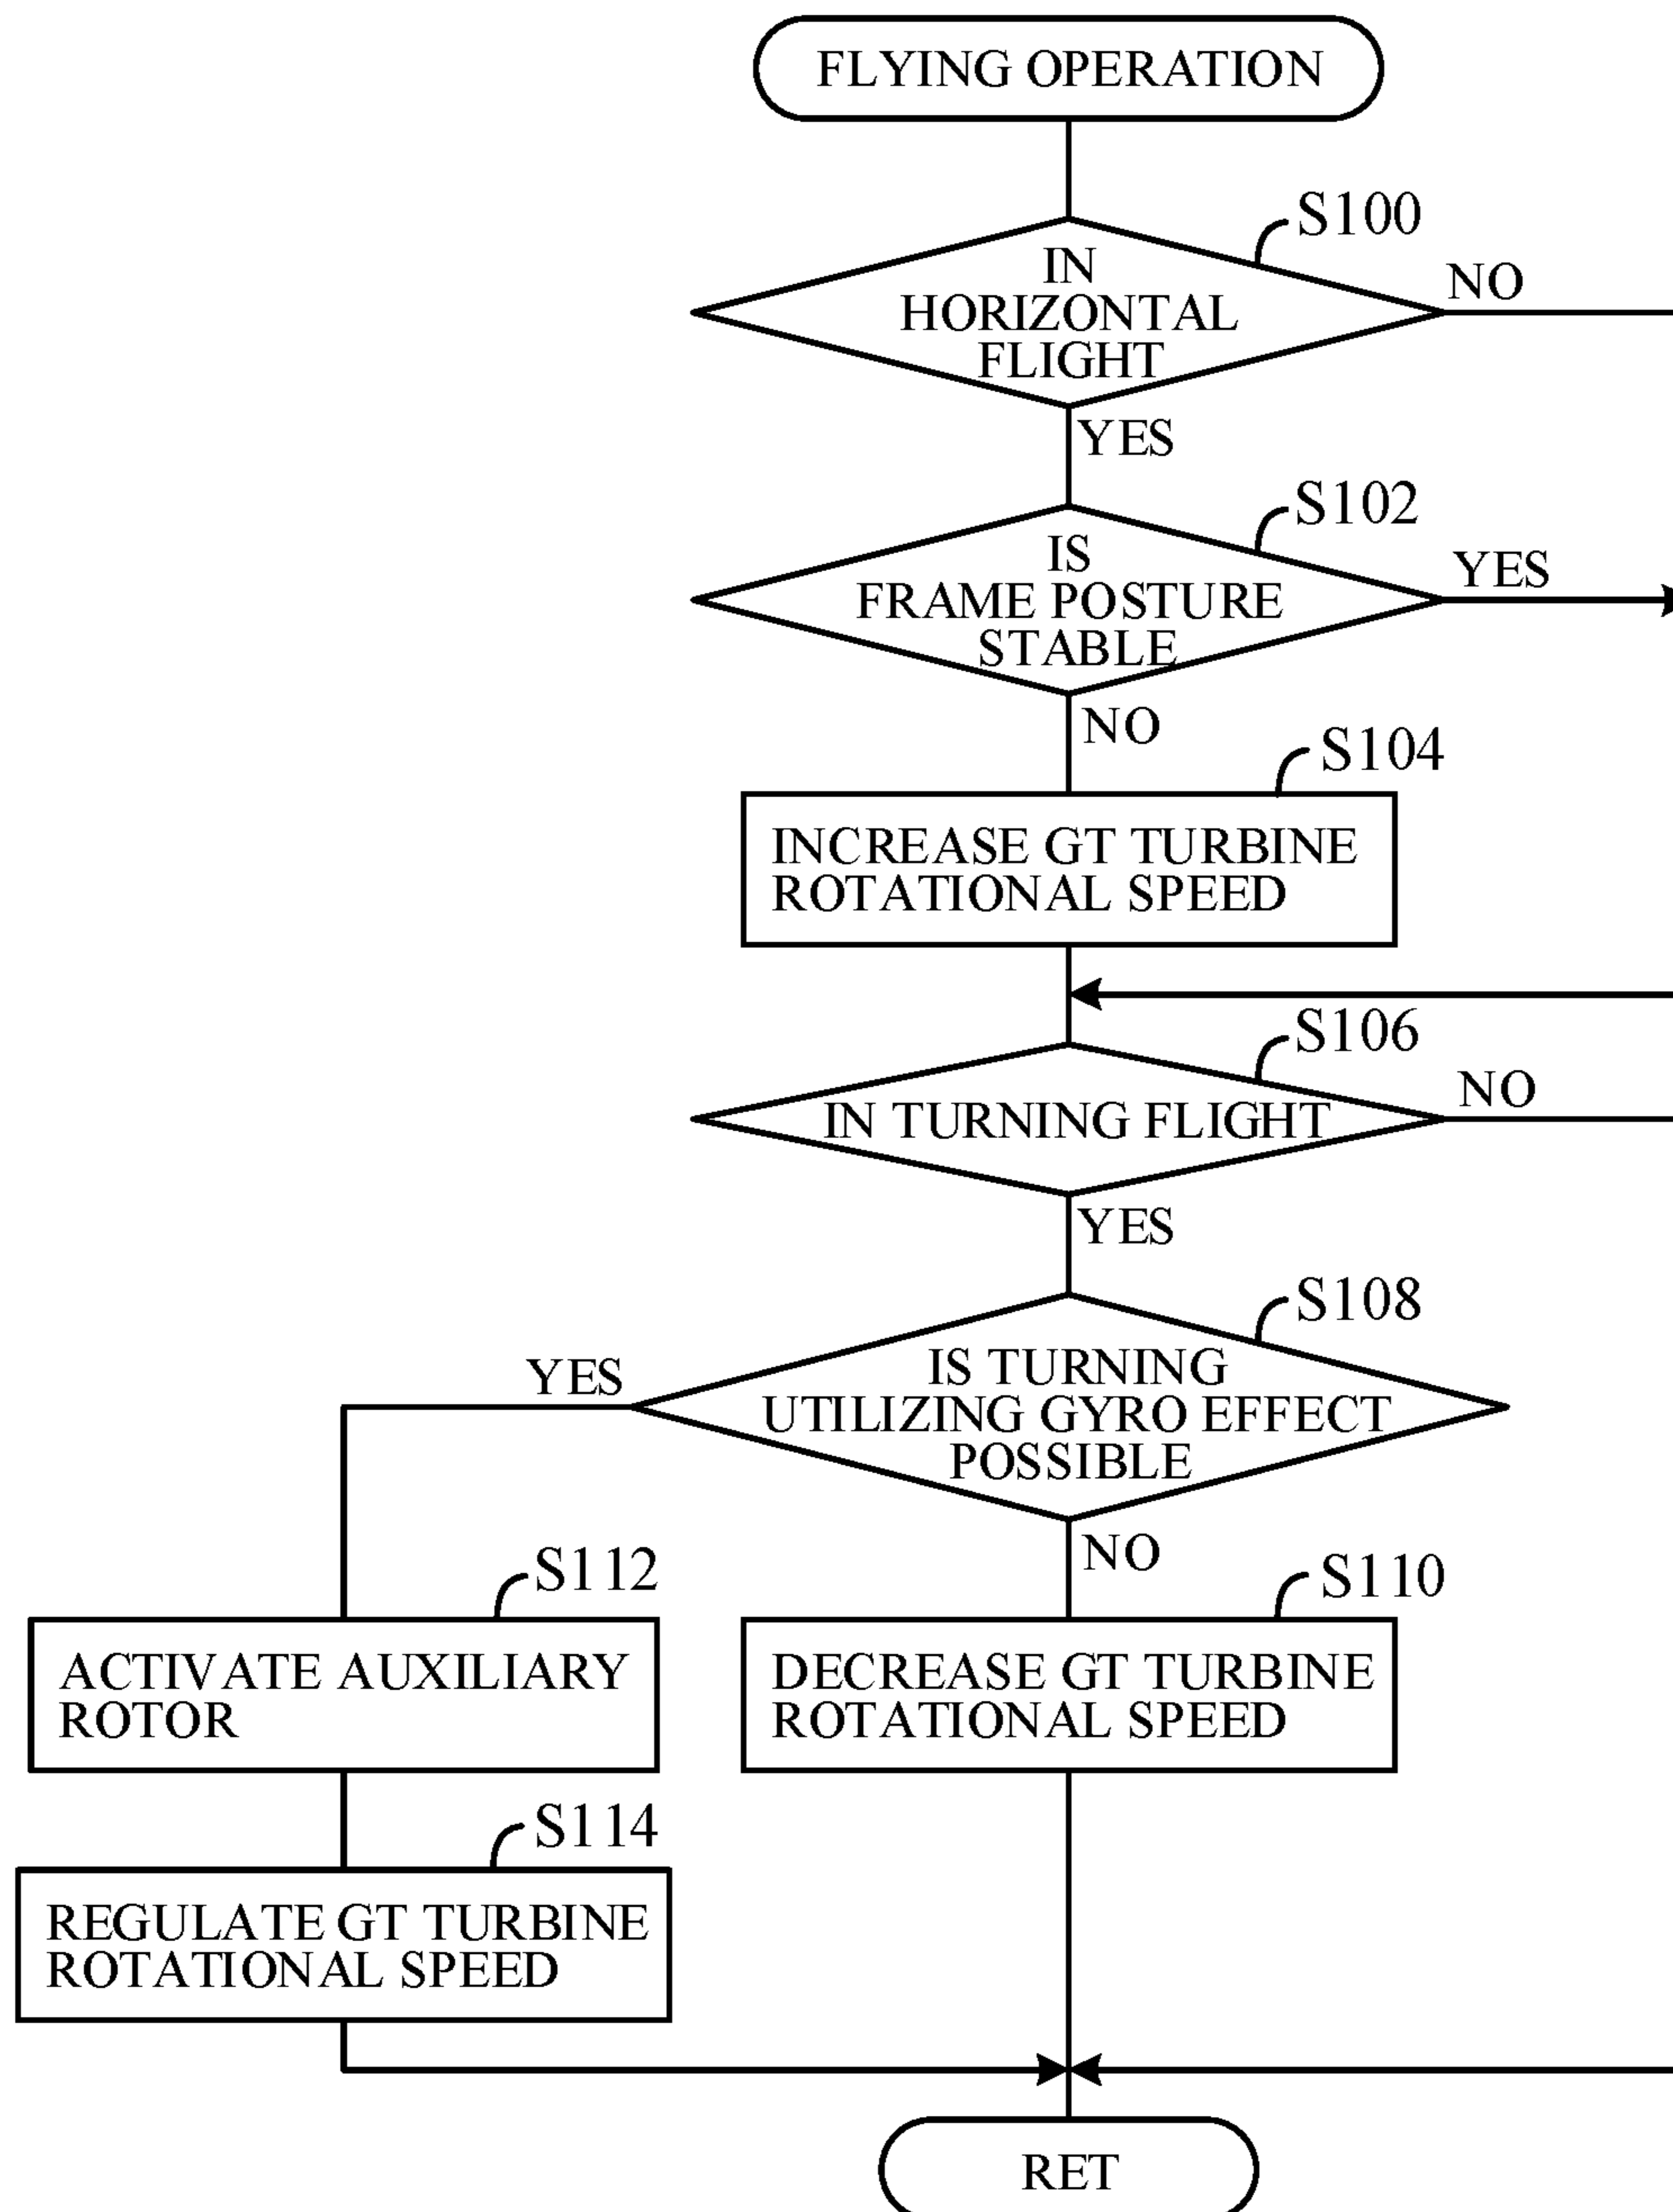 FLYING OPERATION
S100
IN
HORIZONTAL
FLIGHT
NO
YES
S102
IS
FRAME POSTURE
STABLE
YES
NO
S104
INCREASE GT TURBINE
ROTATIONAL SPEED
S106
IN TURNING FLIGHT
NO
YES
S108
IS TURNING
UTILIZING GYRO EFFECT
POSSIBLE
YES
NO
S112
ACTIVATE AUXILIARY
ROTOR
S110
DECREASE GT TURBINE
ROTATIONAL SPEED
S114
REGULATE GT TURBINE
ROTATIONAL SPEED
RET